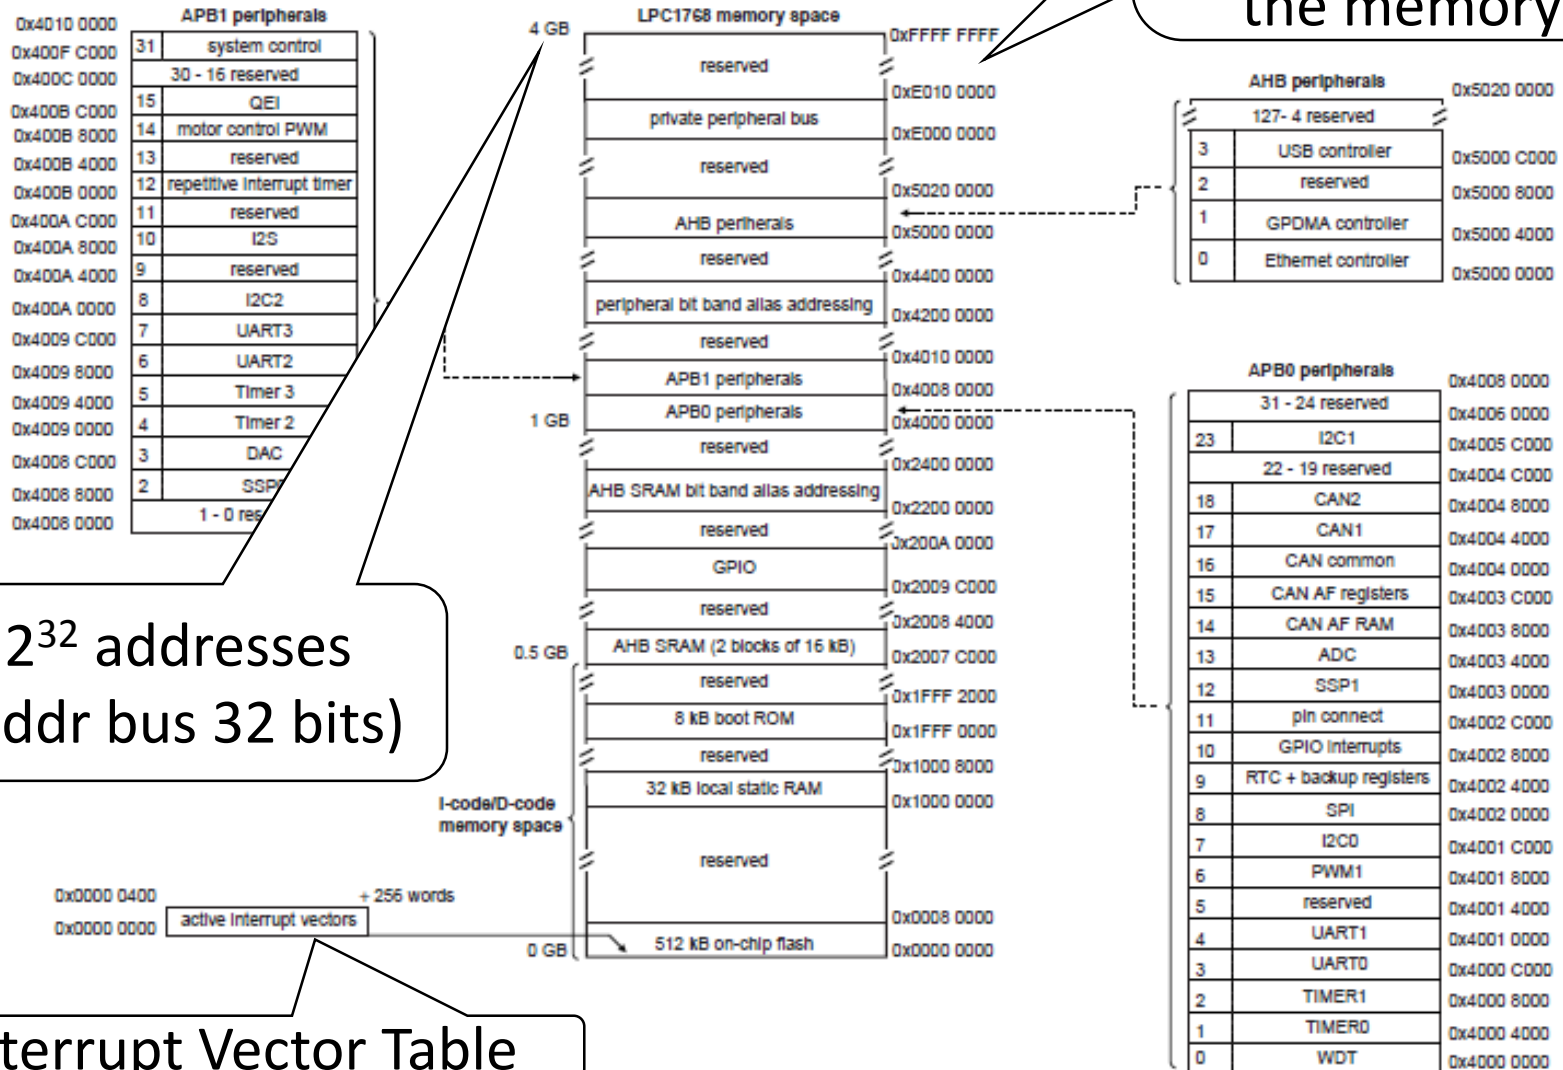 the memory
APB1 peripherals
0x4010 0000
31 system control
0x400F C000
30 - 16 reserved
0x400C 0000
15 QEI
0x400B C000
14 motor control PWM
0x400B 8000
13 reserved
0x400B 4000
12 repetitive interrupt timer
0x400B 0000
11 reserved
0x400A C000
10 I2S
0x400A 8000
9 reserved
0x400A 4000
8 I2C2
0x400A 0000
7 UART3
0x4009 C000
6 UART2
0x4009 8000
5 Timer 3
0x4009 4000
4 Timer 2
0x4009 0000
3 DAC
0x4008 C000
2
0x4008 8000
1 - 0
0x4008 0000
2³² addresses
ddr bus 32 bits)
LPC1768 memory space
4 GB
0xFFFF FFFF
reserved
0xE010 0000
private peripheral bus
0xE000 0000
reserved
0x5020 0000
AHB periherals
0x5000 0000
reserved
0x4400 0000
peripheral bit band alias addressing
0x4200 0000
reserved
0x4010 0000
APB1 peripherals
0x4008 0000
APB0 peripherals
1 GB
0x4000 0000
reserved
0x2400 0000
AHB SRAM bit band alias addressing
0x2200 0000
reserved
0x200A 0000
GPIO
0x2009 C000
reserved
0x2008 4000
AHB SRAM (2 blocks of 16 kB)
0.5 GB
0x2007 C000
reserved
0x1FFF 2000
8 kB boot ROM
0x1FFF 0000
reserved
0x1000 8000
32 kB local static RAM
0x1000 0000
I-code/D-code
memory space
reserved
0x0008 0000
512 kB on-chip flash
0 GB
0x0000 0000
0x0000 0400
+ 256 words
active interrupt vectors
0x0000 0000
terrupt Vector Table
AHB peripherals
0x5020 0000
127- 4 reserved
3 USB controller
0x5000 C000
2 reserved
0x5000 8000
1 GPDMA controller
0x5000 4000
0 Ethernet controller
0x5000 0000
APB0 peripherals
0x4008 0000
31 - 24 reserved
0x4006 0000
23 I2C1
0x4005 C000
22 - 19 reserved
0x4004 C000
18 CAN2
0x4004 8000
17 CAN1
0x4004 4000
16 CAN common
0x4004 0000
15 CAN AF registers
0x4003 C000
14 CAN AF RAM
0x4003 8000
13 ADC
0x4003 4000
12 SSP1
0x4003 0000
11 pin connect
0x4002 C000
10 GPIO interrupts
0x4002 8000
9 RTC + backup registers
0x4002 4000
8 SPI
0x4002 0000
7 I2C0
0x4001 C000
6 PWM1
0x4001 8000
5 reserved
0x4001 4000
4 UART1
0x4001 0000
3 UART0
0x4000 C000
2 TIMER1
0x4000 8000
1 TIMER0
0x4000 4000
0 WDT
0x4000 0000